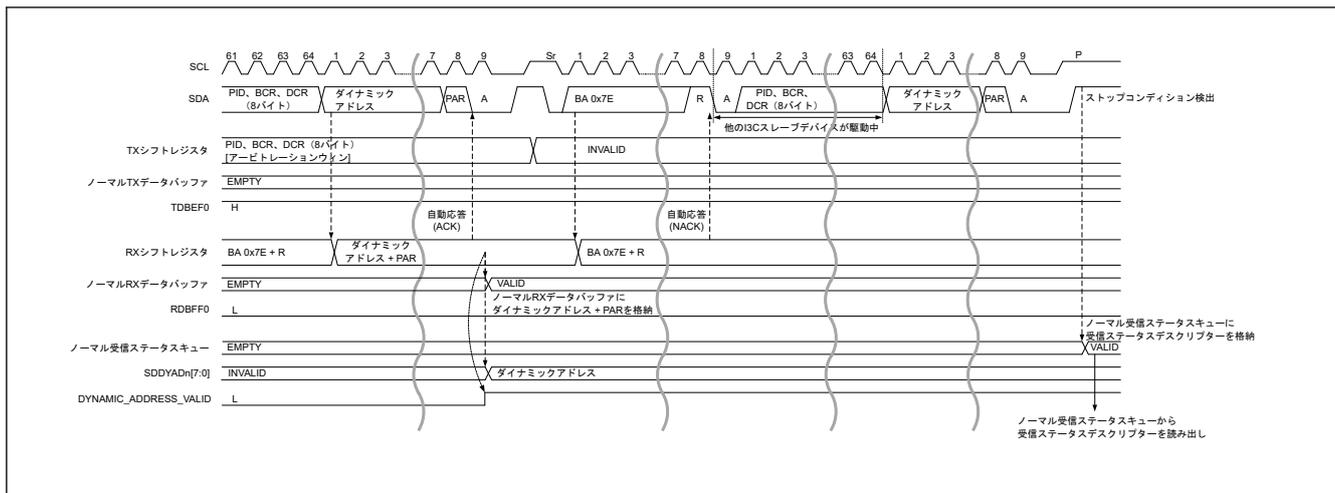 61 62 63 64 1 2 3 7 8 9 Sr 1 2 3 7 8 9 1 2 3 63 64 1 2 3 8 9 P
SCL
SDA
PID、BCR、DCR
(8バイト)
ダイナミック
アドレス
PAR
A
BA 0x7E
R
A
PID、BCR、
DCR(8バイト)
ダイナミック
アドレス
PAR
A
ストップコンディション検出
他のI3Cスレーブデバイスが駆動中
TXシフトレジスタ
PID、BCR、DCR(8バイト)
[アービトレーションウィン]
INVALID
ノーマルTXデータバッファ
EMPTY
TDBEF0
H
自動応答
(ACK)
自動応答
(NACK)
RXシフトレジスタ
BA 0x7E + R
ダイナミック
アドレス + PAR
BA 0x7E + R
ノーマルRXデータバッファ
EMPTY
VALID
ノーマルRXデータバッファに
ダイナミックアドレス + PARを格納
RDBFF0
L
ノーマル受信ステータスキューに
受信ステータスデスクリプターを格納
ノーマル受信ステータスキュー
EMPTY
VALID
SDDYADn[7:0]
INVALID
ダイナミックアドレス
DYNAMIC_ADDRESS_VALID
L
ノーマル受信ステータスキューから
受信ステータスデスクリプターを読み出し